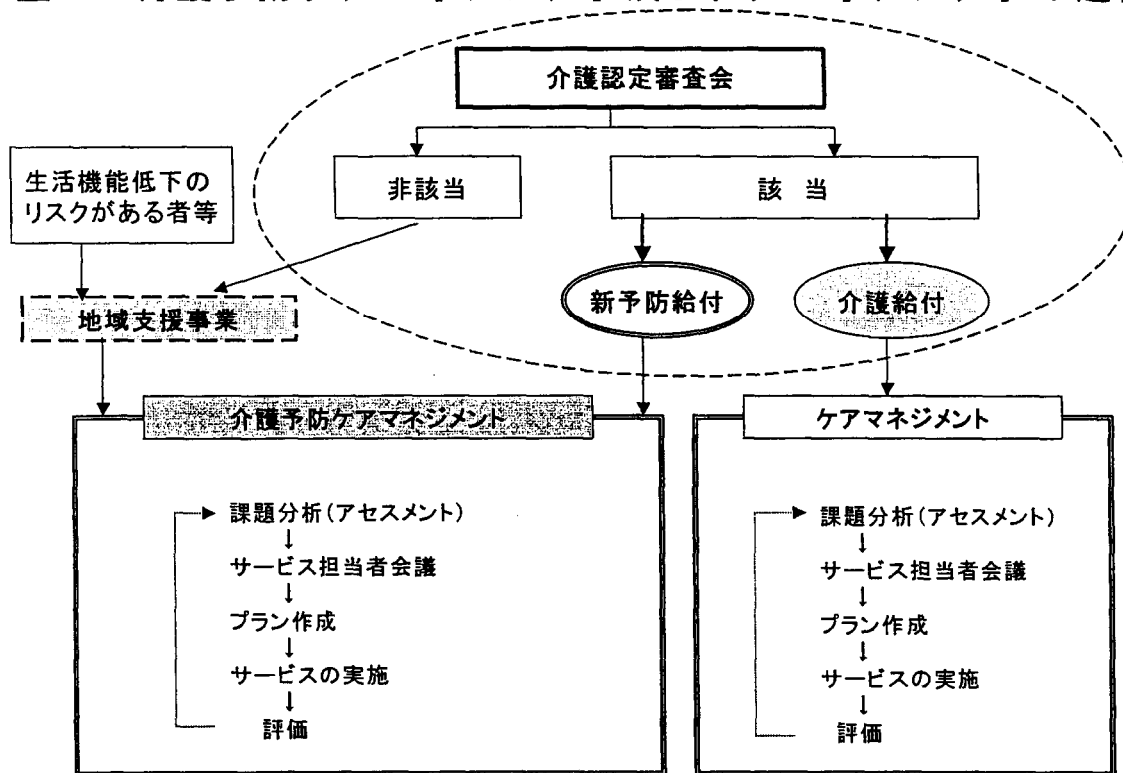 介護認定審査会
生活機能低下の
リスクがある者等
非該当
該 当
地域支援事業
新予防給付
介護給付
介護予防ケアマネジメント
課題分析(アセスメント)
サービス担当者会議
プラン作成
サービスの実施
評価
ケアマネジメント
課題分析(アセスメント)
サービス担当者会議
プラン作成
サービスの実施
評価